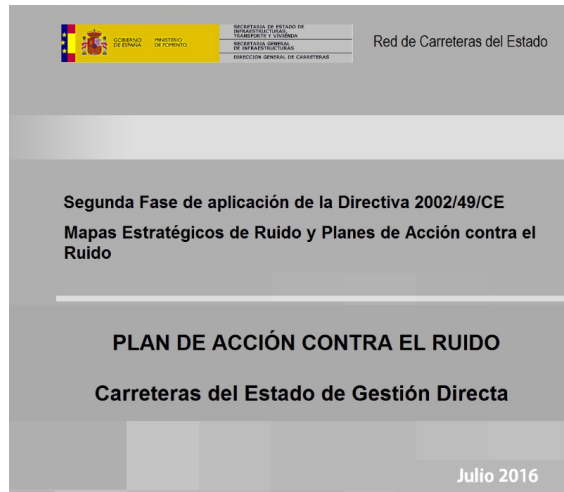 GOBIERNO
DE ESPAÑA
MINISTERIO
DE FOMENTO
SECRETARÍA DE ESTADO DE
INFRAESTRUCTURAS,
TRANSPORTE Y VIVIENDA
SECRETARÍA GENERAL
DE INFRAESTRUCTURAS
DIRECCIÓN GENERAL DE CARRETERAS
Red de Carreteras del Estado
Segunda Fase de aplicación de la Directiva 2002/49/CE
Mapas Estratégicos de Ruido y Planes de Acción contra el
Ruido
PLAN DE ACCIÓN CONTRA EL RUIDO
Carreteras del Estado de Gestión Directa
Julio 2016